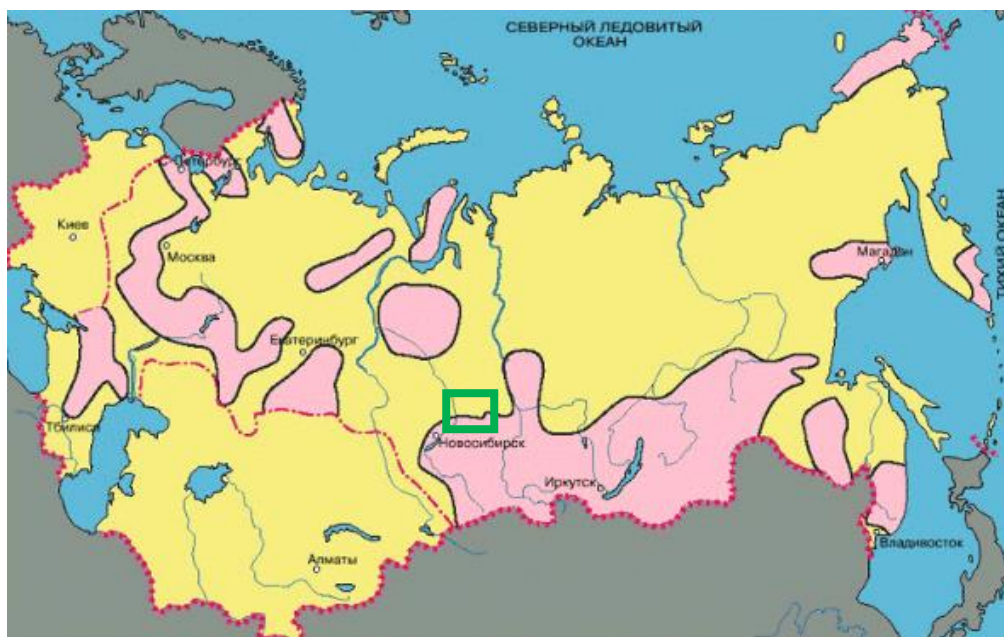 СЕВЕРНЫЙ ЛЕДОВИТЫЙ
ОКЕАН
С-Петербург
Киев
Москва
Магадан
ТИХИЙ ОКЕАН
Екатеринбург
Тбилиси
Новосибирск
Иркутск
Алматы
Владивосток